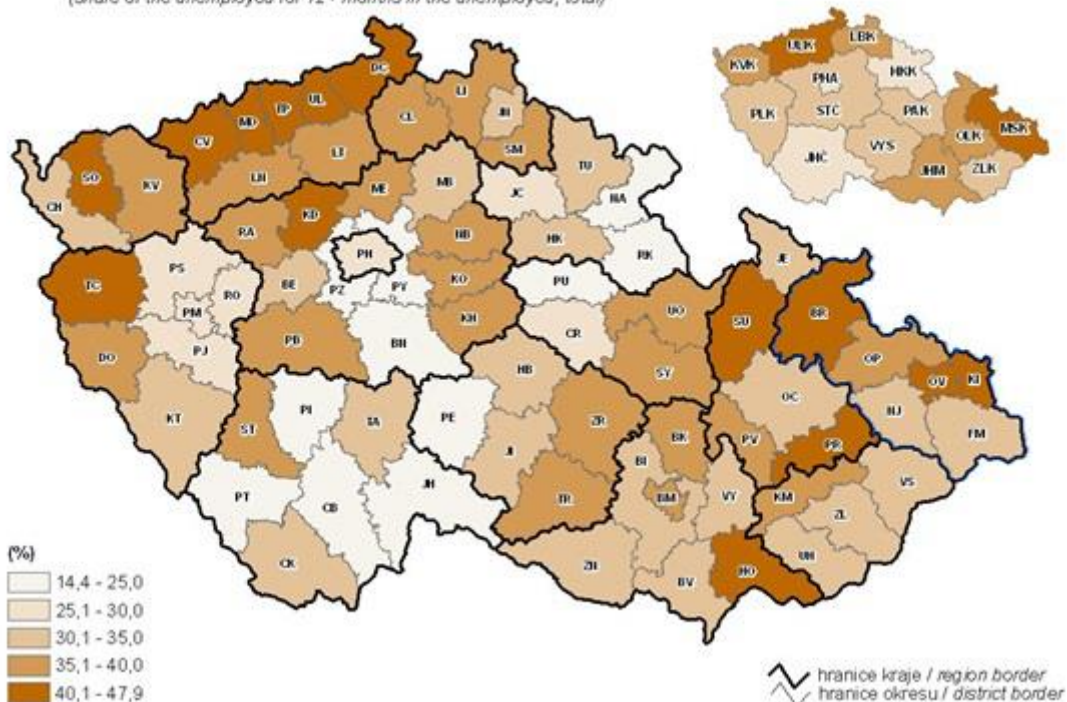 (share of the unemployed for 12+ months in the unemployed, total)
DC
ULK
LBK
KVK
HKK
PHA
PLK
STČ
PAK
MSK
OLK
VYS
JHČ
JHM
ZLK
UL
TP
MD
CV
LI
CL
JN
SM
LT
LN
SO
KV
CH
TU
NA
JC
MB
ME
KD
RA
NB
HK
RK
PH
TC
PS
RO
BE
PZ
PY
KO
PU
JE
PM
KH
CR
UO
SU
BR
DO
PJ
PB
BN
SY
OP
OV
KI
HB
OC
NJ
FM
KT
ST
PI
TA
PE
ZR
BK
PV
PR
JI
BI
VY
KM
VS
PT
CB
JH
TR
BM
ZL
CK
ZN
BV
HO
UH
(%)
14,4 - 25,0
25,1 - 30,0
30,1 - 35,0
35,1 - 40,0
40,1 - 47,9
hranice kraje / region border
hranice okresu / district border